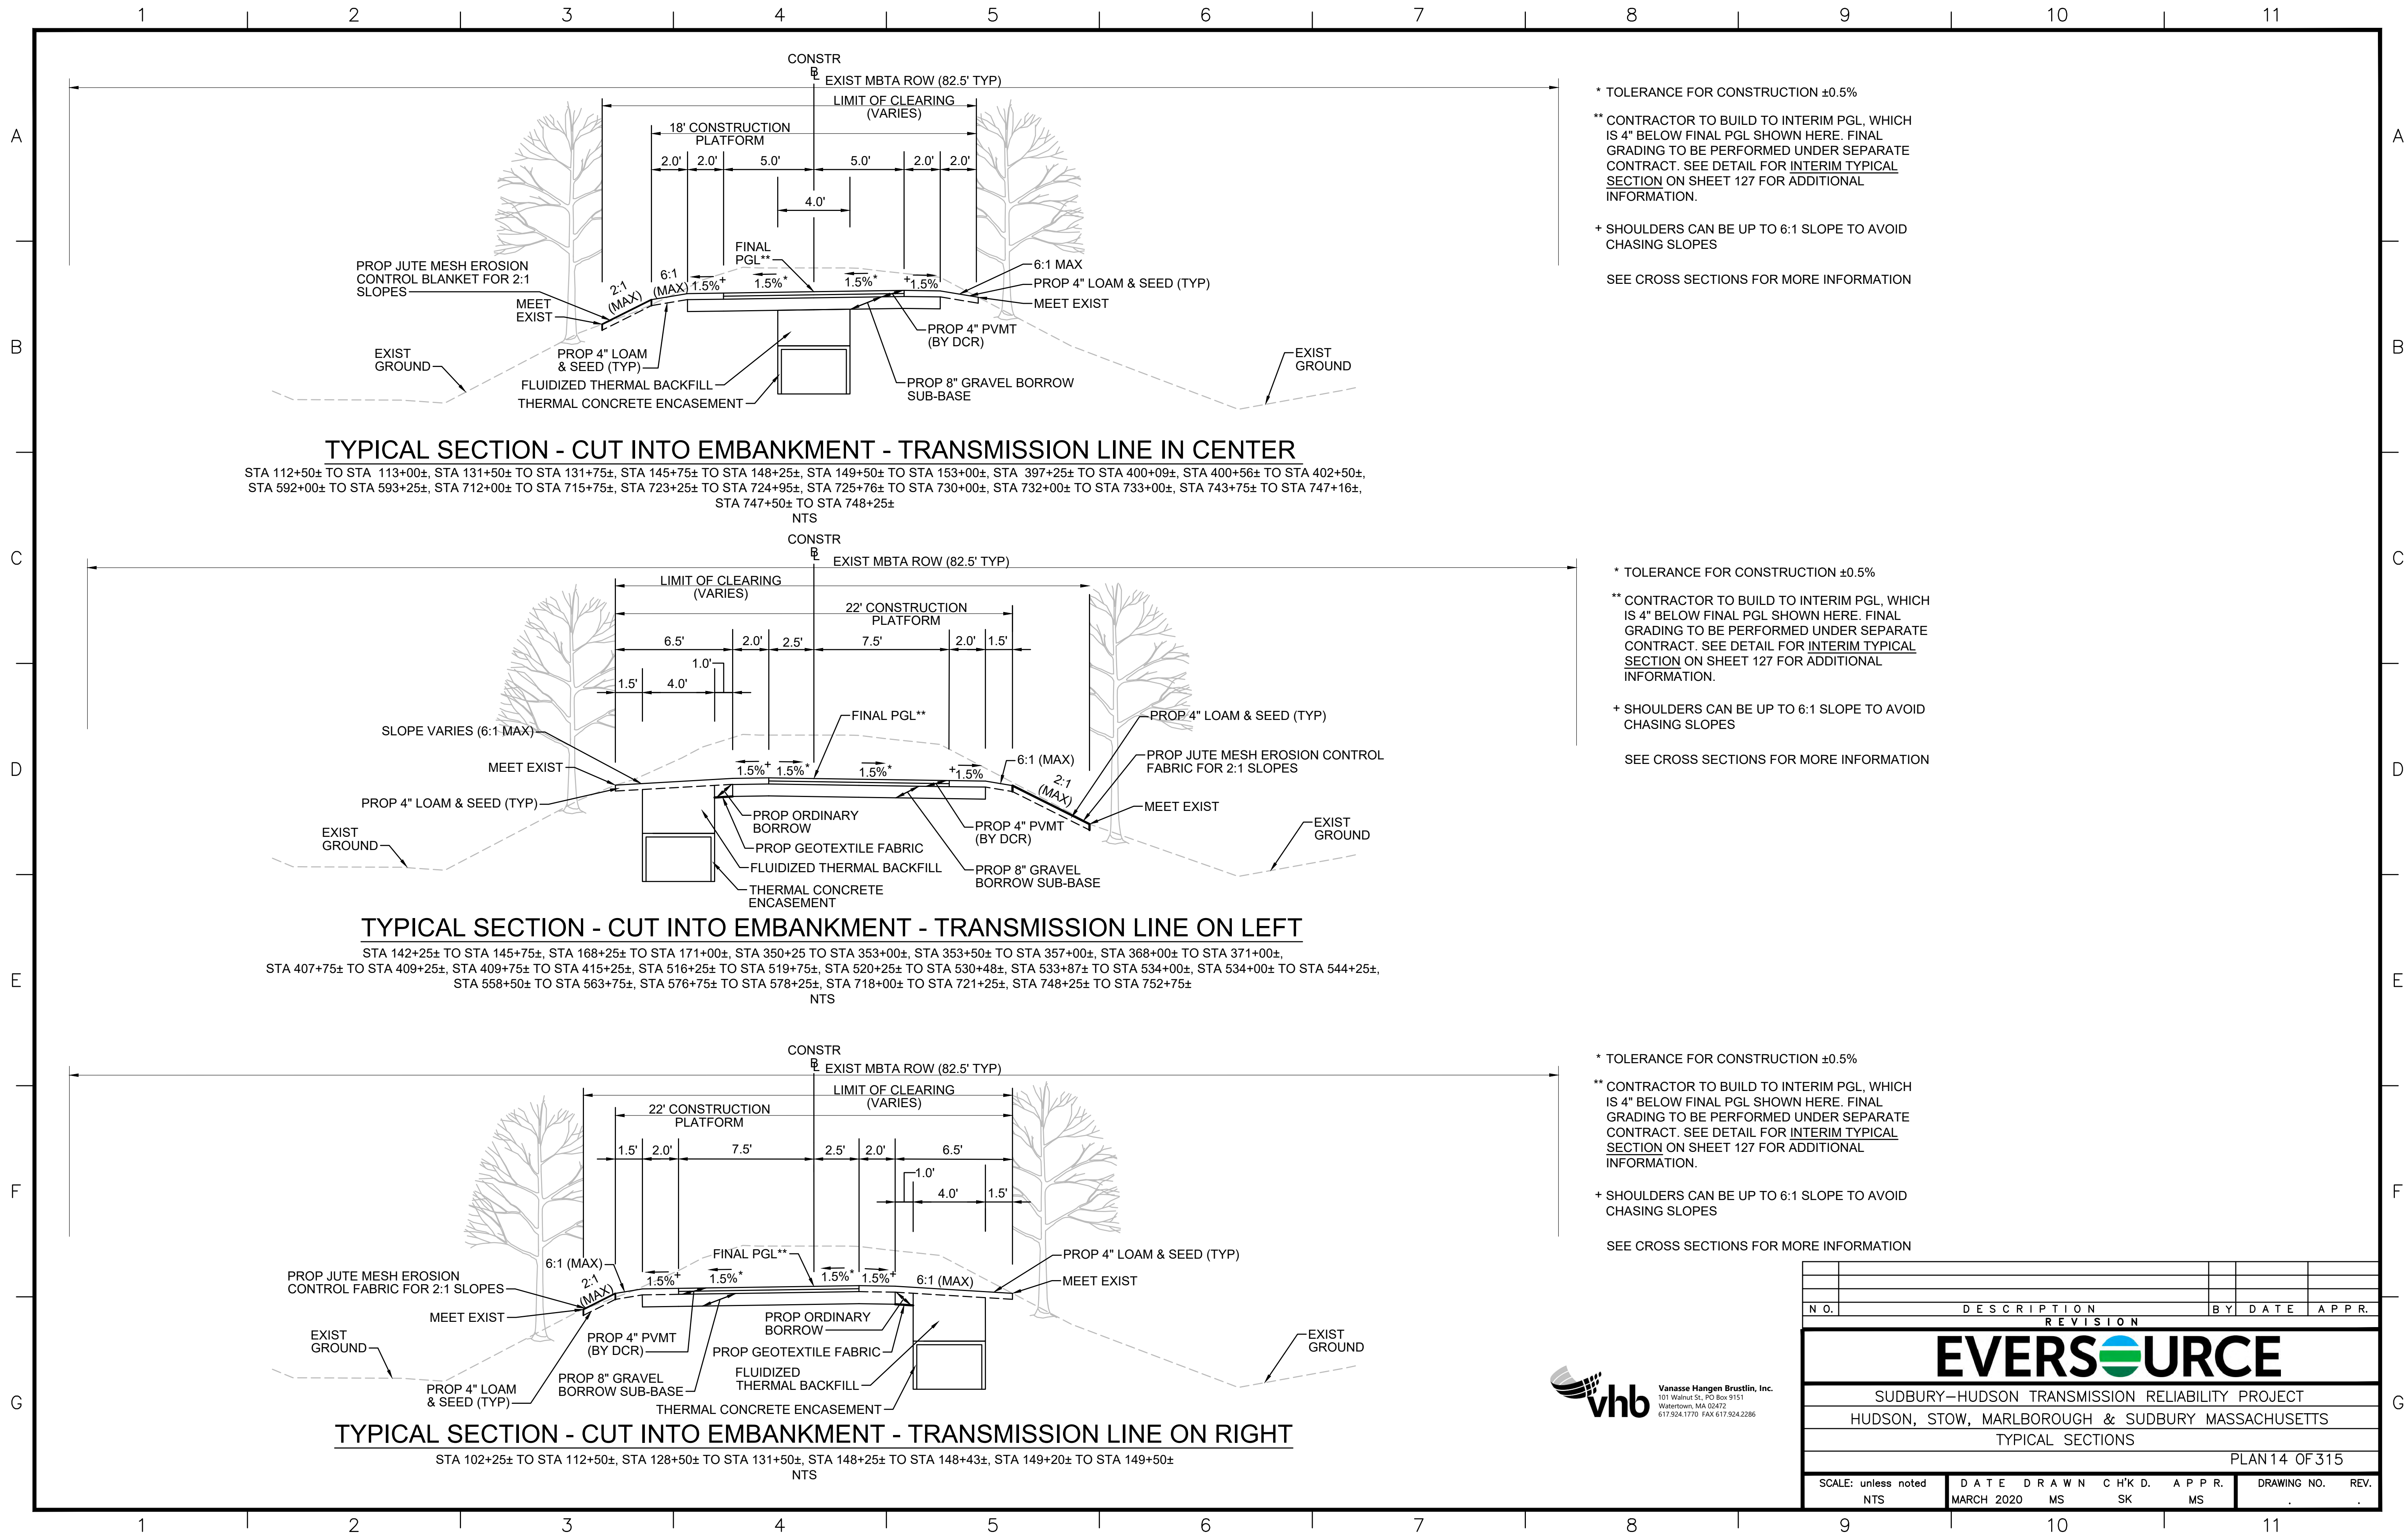 1 2 3 4 5 6 7 8 9 10 11
A A
B B
C C
D D
E E
F F
G G
CONSTR
BL
EXIST MBTA ROW (82.5' TYP)
LIMIT OF CLEARING
(VARIES)
18' CONSTRUCTION
PLATFORM
2.0' 2.0' 5.0' 5.0' 2.0' 2.0'
4.0'
FINAL
PGL**
PROP JUTE MESH EROSION
CONTROL BLANKET FOR 2:1
SLOPES
2:1
(MAX)
6:1
(MAX)
1.5%+ 1.5%* 1.5%* +1.5%
6:1 MAX
PROP 4" LOAM & SEED (TYP)
MEET EXIST
MEET
EXIST
PROP 4" PVMT
(BY DCR)
EXIST
GROUND
PROP 4" LOAM
& SEED (TYP)
EXIST
GROUND
FLUIDIZED THERMAL BACKFILL
PROP 8" GRAVEL BORROW
SUB-BASE
THERMAL CONCRETE ENCASEMENT
TYPICAL SECTION - CUT INTO EMBANKMENT - TRANSMISSION LINE IN CENTER
STA 112+50± TO STA 113+00±, STA 131+50± TO STA 131+75±, STA 145+75± TO STA 148+25±, STA 149+50± TO STA 153+00±, STA 397+25± TO STA 400+09±, STA 400+56± TO STA 402+50±,
STA 592+00± TO STA 593+25±, STA 712+00± TO STA 715+75±, STA 723+25± TO STA 724+95±, STA 725+76± TO STA 730+00±, STA 732+00± TO STA 733+00±, STA 743+75± TO STA 747+16±,
STA 747+50± TO STA 748+25±
NTS
* TOLERANCE FOR CONSTRUCTION ±0.5%
** CONTRACTOR TO BUILD TO INTERIM PGL, WHICH
IS 4" BELOW FINAL PGL SHOWN HERE. FINAL
GRADING TO BE PERFORMED UNDER SEPARATE
CONTRACT. SEE DETAIL FOR INTERIM TYPICAL
SECTION ON SHEET 127 FOR ADDITIONAL
INFORMATION.
+ SHOULDERS CAN BE UP TO 6:1 SLOPE TO AVOID
CHASING SLOPES
SEE CROSS SECTIONS FOR MORE INFORMATION
CONSTR
BL
EXIST MBTA ROW (82.5' TYP)
LIMIT OF CLEARING
(VARIES)
22' CONSTRUCTION
PLATFORM
6.5' 2.0' 2.5' 7.5' 2.0' 1.5'
1.0'
1.5' 4.0'
FINAL PGL**
PROP 4" LOAM & SEED (TYP)
SLOPE VARIES (6:1 MAX)
MEET EXIST
1.5%+ 1.5%* 1.5%* +1.5%
6:1 (MAX)
PROP JUTE MESH EROSION CONTROL
FABRIC FOR 2:1 SLOPES
2:1
(MAX)
PROP 4" LOAM & SEED (TYP)
MEET EXIST
PROP ORDINARY
BORROW
PROP 4" PVMT
(BY DCR)
EXIST
GROUND
EXIST
GROUND
PROP GEOTEXTILE FABRIC
FLUIDIZED THERMAL BACKFILL
PROP 8" GRAVEL
BORROW SUB-BASE
THERMAL CONCRETE
ENCASEMENT
TYPICAL SECTION - CUT INTO EMBANKMENT - TRANSMISSION LINE ON LEFT
STA 142+25± TO STA 145+75±, STA 168+25± TO STA 171+00±, STA 350+25 TO STA 353+00±, STA 353+50± TO STA 357+00±, STA 368+00± TO STA 371+00±,
STA 407+75± TO STA 409+25±, STA 409+75± TO STA 415+25±, STA 516+25± TO STA 519+75±, STA 520+25± TO STA 530+48±, STA 533+87± TO STA 534+00±, STA 534+00± TO STA 544+25±,
STA 558+50± TO STA 563+75±, STA 576+75± TO STA 578+25±, STA 718+00± TO STA 721+25±, STA 748+25± TO STA 752+75±
NTS
* TOLERANCE FOR CONSTRUCTION ±0.5%
** CONTRACTOR TO BUILD TO INTERIM PGL, WHICH
IS 4" BELOW FINAL PGL SHOWN HERE. FINAL
GRADING TO BE PERFORMED UNDER SEPARATE
CONTRACT. SEE DETAIL FOR INTERIM TYPICAL
SECTION ON SHEET 127 FOR ADDITIONAL
INFORMATION.
+ SHOULDERS CAN BE UP TO 6:1 SLOPE TO AVOID
CHASING SLOPES
SEE CROSS SECTIONS FOR MORE INFORMATION
CONSTR
BL
EXIST MBTA ROW (82.5' TYP)
LIMIT OF CLEARING
(VARIES)
22' CONSTRUCTION
PLATFORM
1.5' 2.0' 7.5' 2.5' 2.0' 6.5'
1.0'
4.0' 1.5'
FINAL PGL**
PROP 4" LOAM & SEED (TYP)
6:1 (MAX)
PROP JUTE MESH EROSION
CONTROL FABRIC FOR 2:1 SLOPES
2:1
(MAX)
1.5%+ 1.5%* 1.5%* 1.5%+
6:1 (MAX)
MEET EXIST
MEET EXIST
PROP ORDINARY
BORROW
PROP 4" PVMT
(BY DCR)
EXIST
GROUND
EXIST
GROUND
PROP GEOTEXTILE FABRIC
FLUIDIZED
THERMAL BACKFILL
PROP 8" GRAVEL
BORROW SUB-BASE
PROP 4" LOAM
& SEED (TYP)
THERMAL CONCRETE ENCASEMENT
TYPICAL SECTION - CUT INTO EMBANKMENT - TRANSMISSION LINE ON RIGHT
STA 102+25± TO STA 112+50±, STA 128+50± TO STA 131+50±, STA 148+25± TO STA 148+43±, STA 149+20± TO STA 149+50±
NTS
* TOLERANCE FOR CONSTRUCTION ±0.5%
** CONTRACTOR TO BUILD TO INTERIM PGL, WHICH
IS 4" BELOW FINAL PGL SHOWN HERE. FINAL
GRADING TO BE PERFORMED UNDER SEPARATE
CONTRACT. SEE DETAIL FOR INTERIM TYPICAL
SECTION ON SHEET 127 FOR ADDITIONAL
INFORMATION.
+ SHOULDERS CAN BE UP TO 6:1 SLOPE TO AVOID
CHASING SLOPES
SEE CROSS SECTIONS FOR MORE INFORMATION
vhb
Vanasse Hangen Brustlin, Inc.
101 Walnut St., PO Box 9151
Watertown, MA 02472
617.924.1770 FAX 617.924.2286
NO. DESCRIPTION BY DATE APPR.
REVISION
EVERSOURCE
SUDBURY-HUDSON TRANSMISSION RELIABILITY PROJECT
HUDSON, STOW, MARLBOROUGH & SUDBURY MASSACHUSETTS
TYPICAL SECTIONS
PLAN 14 OF 315
SCALE: unless noted DATE DRAWN CH'KD. APPR. DRAWING NO. REV.
NTS MARCH 2020 MS SK MS . .
1 2 3 4 5 6 7 8 9 10 11